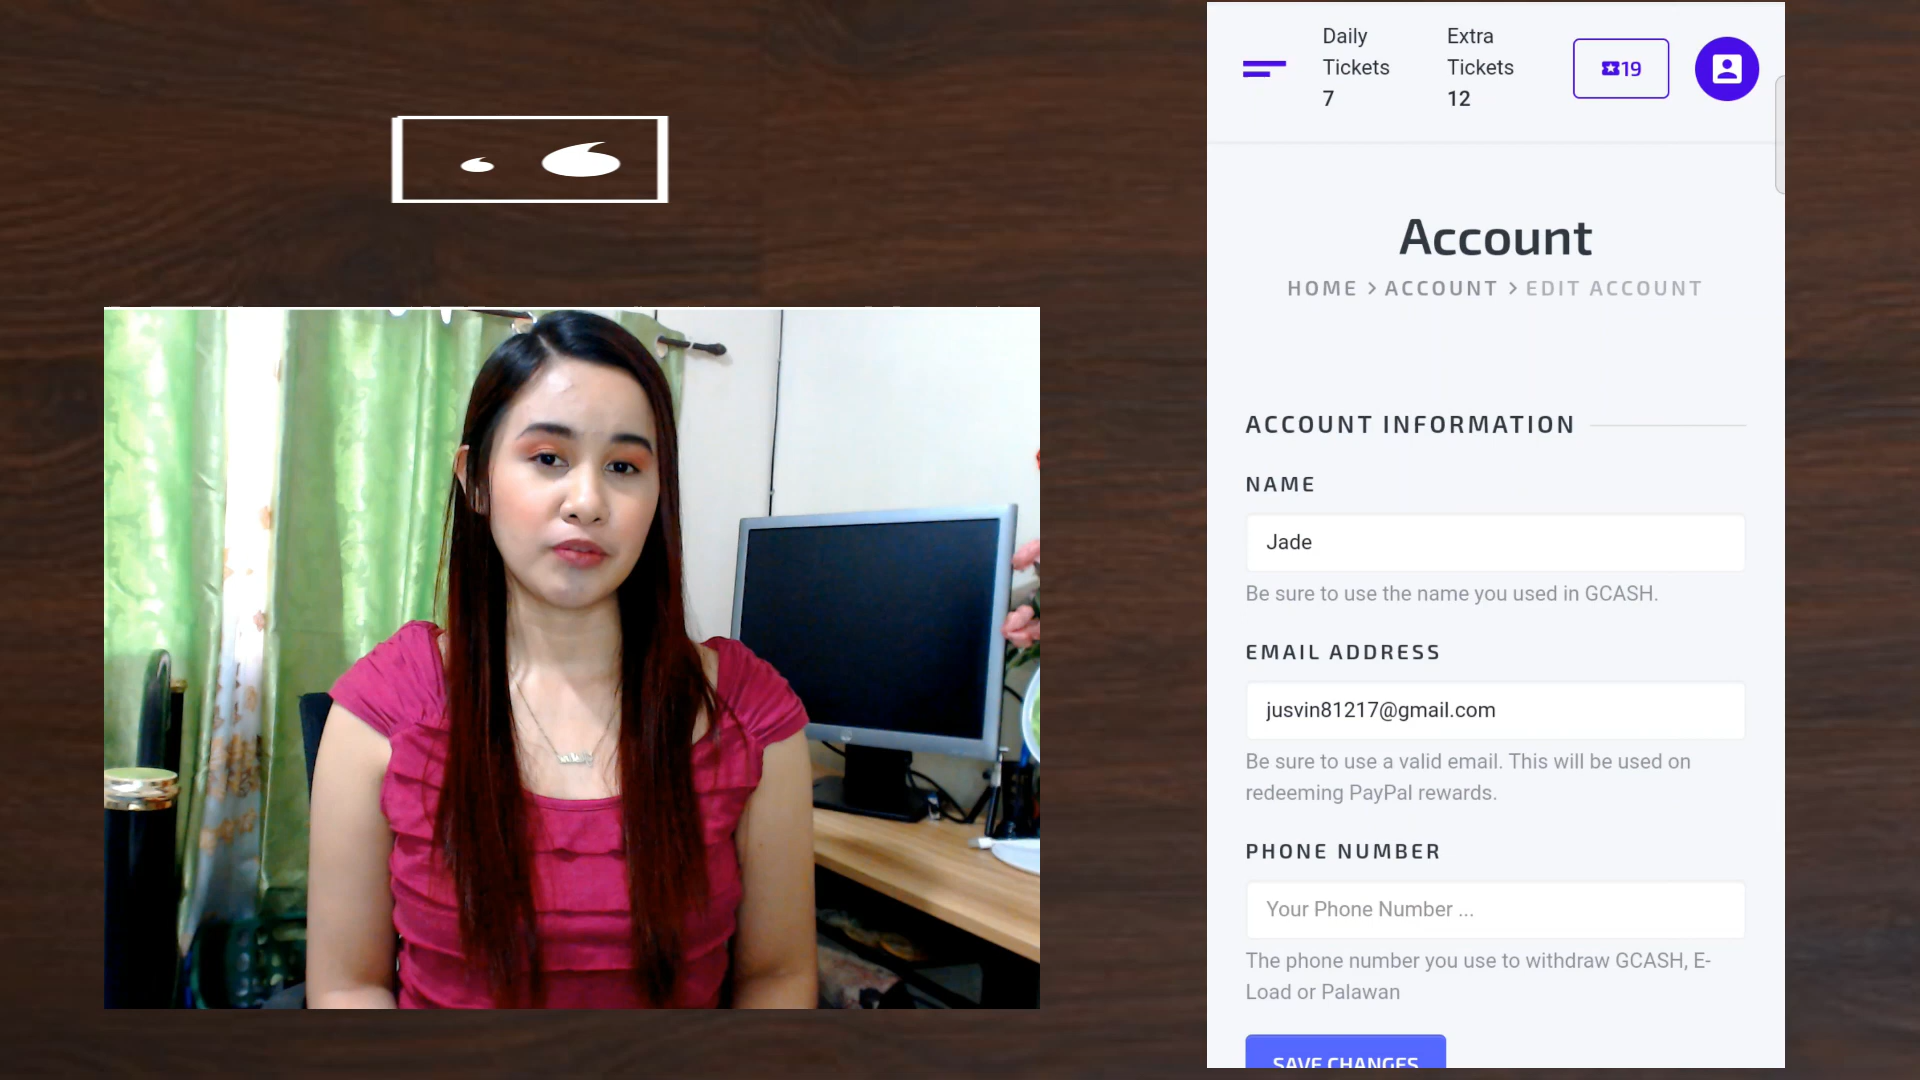 Daily
Tickets
7
Extra
Tickets
12
19
Account
HOME > ACCOUNT > EDIT ACCOUNT
ACCOUNT INFORMATION
NAME
Jade
Be sure to use the name you used in GCASH.
EMAIL ADDRESS
jusvin81217@gmail.com
Be sure to use a valid email. This will be used on
redeeming PayPal rewards.
PHONE NUMBER
Your Phone Number ...
The phone number you use to withdraw GCASH, E-
Load or Palawan
SAVE CHANGES